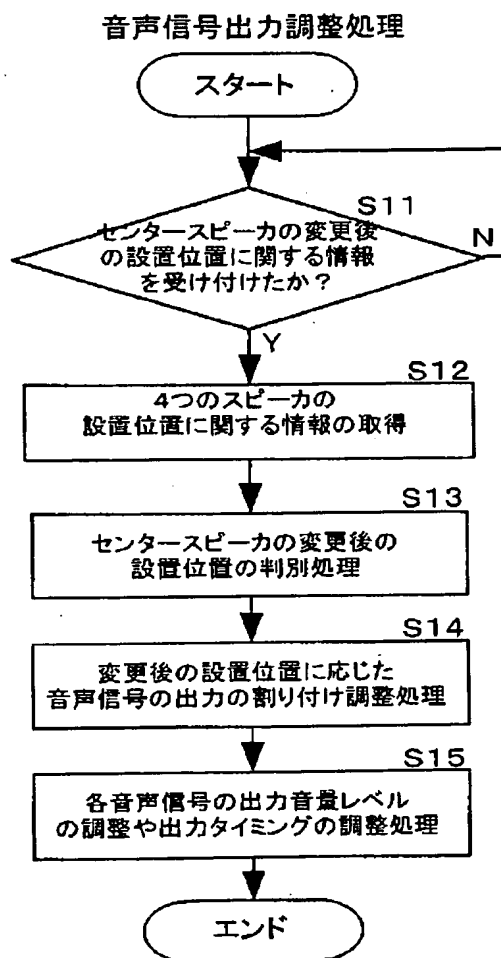 音声信号出力調整処理
スタート
S11
センタースピーカの変更後
の設置位置に関する情報
を受け付けたか？
N
Y
S12
4つのスピーカの
設置位置に関する情報の取得
S13
センタースピーカの変更後の
設置位置の判別処理
S14
変更後の設置位置に応じた
音声信号の出力の割り付け調整処理
S15
各音声信号の出力音量レベル
の調整や出力タイミングの調整処理
エンド